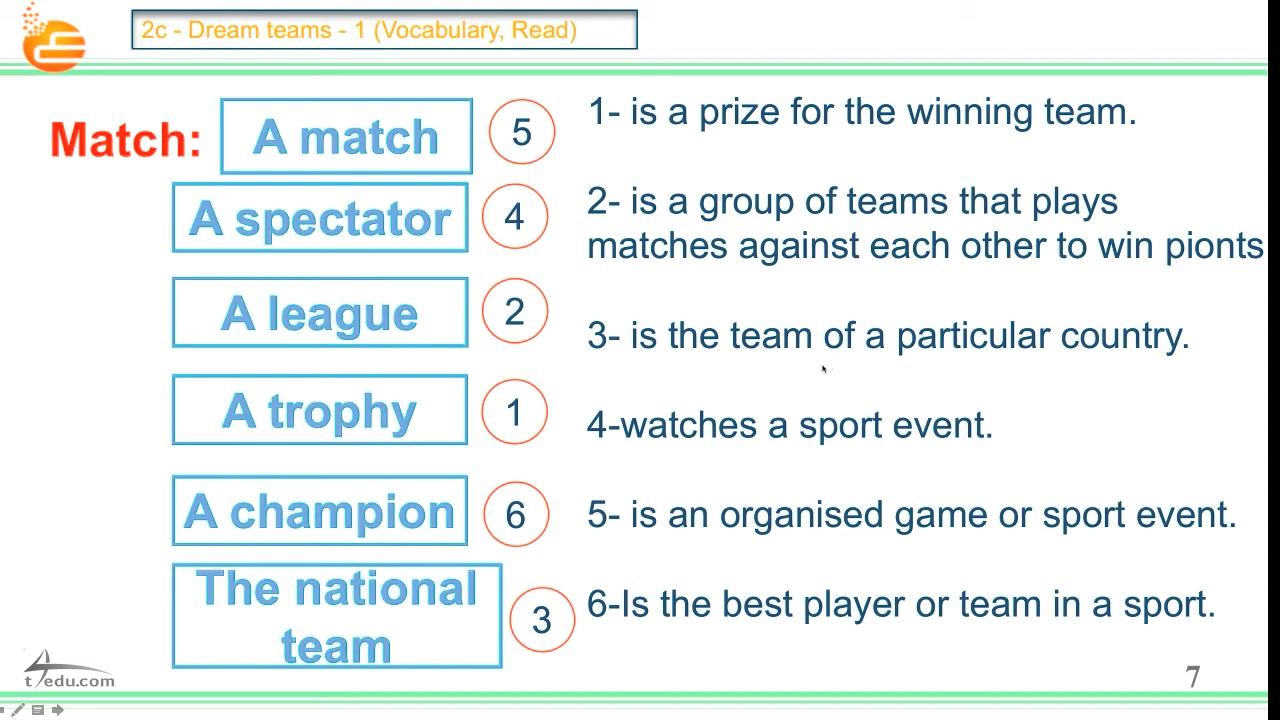 2c - Dream teams - 1 (Vocabulary, Read)
Match:
A match
5
A spectator
4
A league
2
A trophy
1
A champion
6
The national
team
3
1- is a prize for the winning team.
2- is a group of teams that plays
matches against each other to win pionts
3- is the team of a particular country.
4-watches a sport event.
5- is an organised game or sport event.
6-Is the best player or team in a sport.
t4edu.com
7